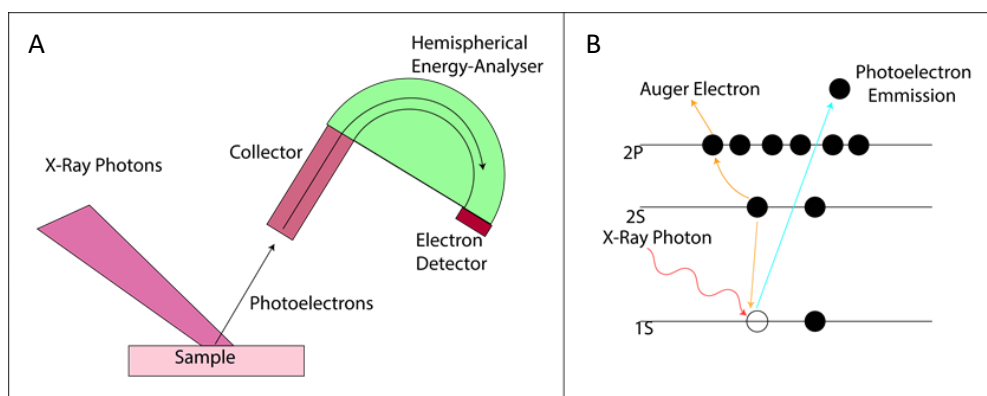 A
Hemispherical
Energy-Analyser
Collector
X-Ray Photons
Electron
Detector
Photoelectrons
Sample
B
Photoelectron
Emmission
Auger Electron
2P
2S
X-Ray Photon
1S